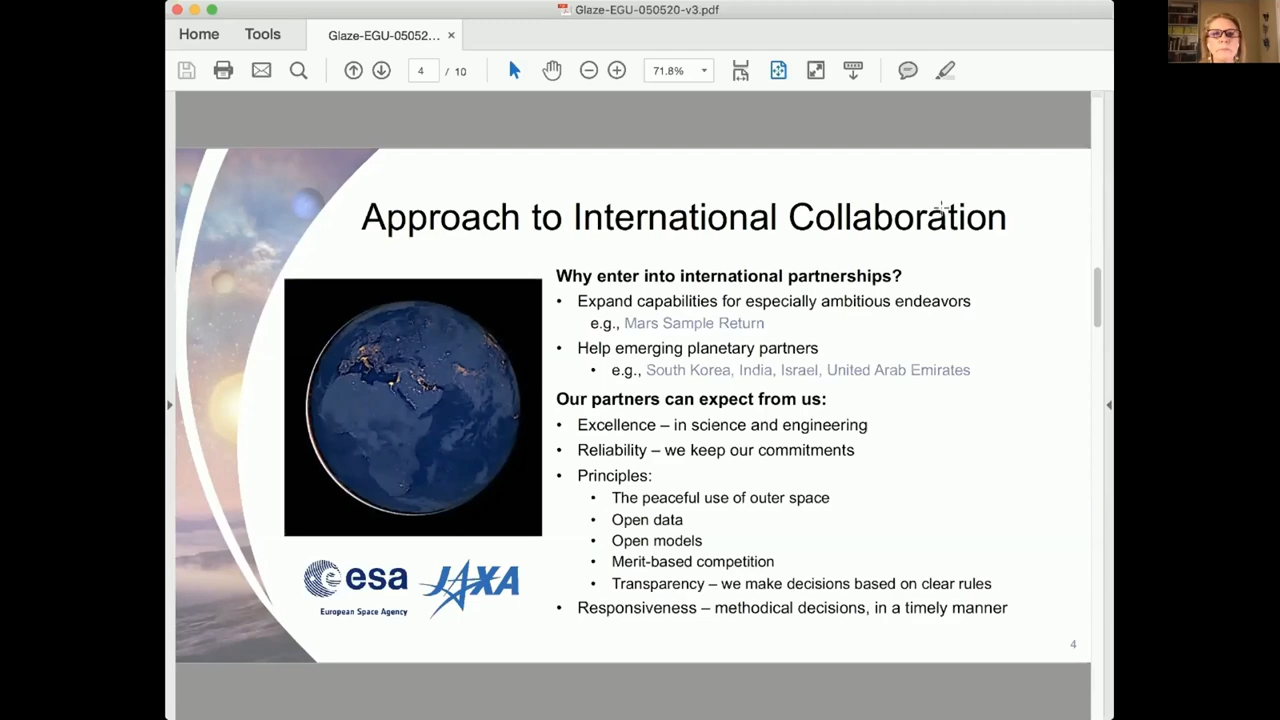 Glaze-EGU-050520-v3.pdf
Home
Tools
Glaze-EGU-05052...
4 / 10
71.8%
Approach to International Collaboration
Why enter into international partnerships?
• Expand capabilities for especially ambitious endeavors
e.g., Mars Sample Return
• Help emerging planetary partners
• e.g., South Korea, India, Israel, United Arab Emirates
Our partners can expect from us:
• Excellence – in science and engineering
• Reliability – we keep our commitments
• Principles:
• The peaceful use of outer space
• Open data
• Open models
• Merit-based competition
• Transparency – we make decisions based on clear rules
• Responsiveness – methodical decisions, in a timely manner
esa
European Space Agency
JAXA
4